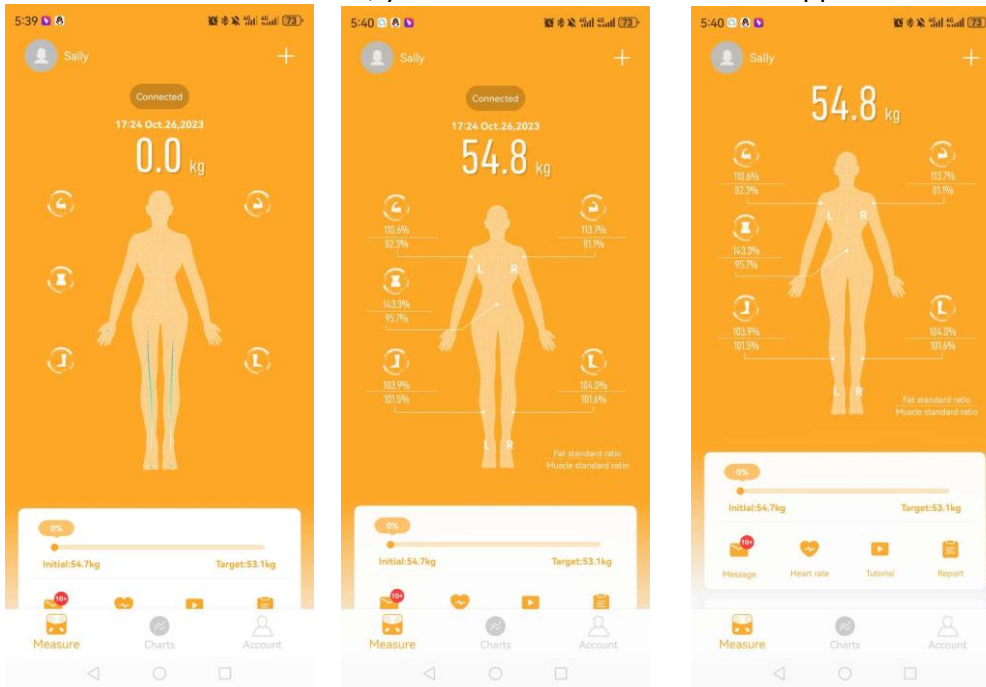 5:39
73
Sally
+
Connected
17:24 Oct.26,2023
0.0 kg
0%
Initial:54.7kg Target:53.1kg
10+
Measure Charts Account
5:40
73
Sally
+
Connected
17:24 Oct.26,2023
54.8 kg
110.6% 113.7%
82.3% 81.1%
L R
143.3%
95.7%
103.9% 104.0%
101.5% 101.6%
L R
Fat standard ratio
Muscle standard ratio
0%
Initial:54.7kg Target:53.1kg
10+
Measure Charts Account
5:40
73
Sally
+
54.8 kg
110.6% 113.7%
82.3% 81.1%
L R
143.3%
95.7%
103.9% 104.0%
101.5% 101.6%
L R
Fat standard ratio
Muscle standard ratio
0%
Initial:54.7kg Target:53.1kg
10+
Message Heart rate Tutorial Report
Measure Charts Account